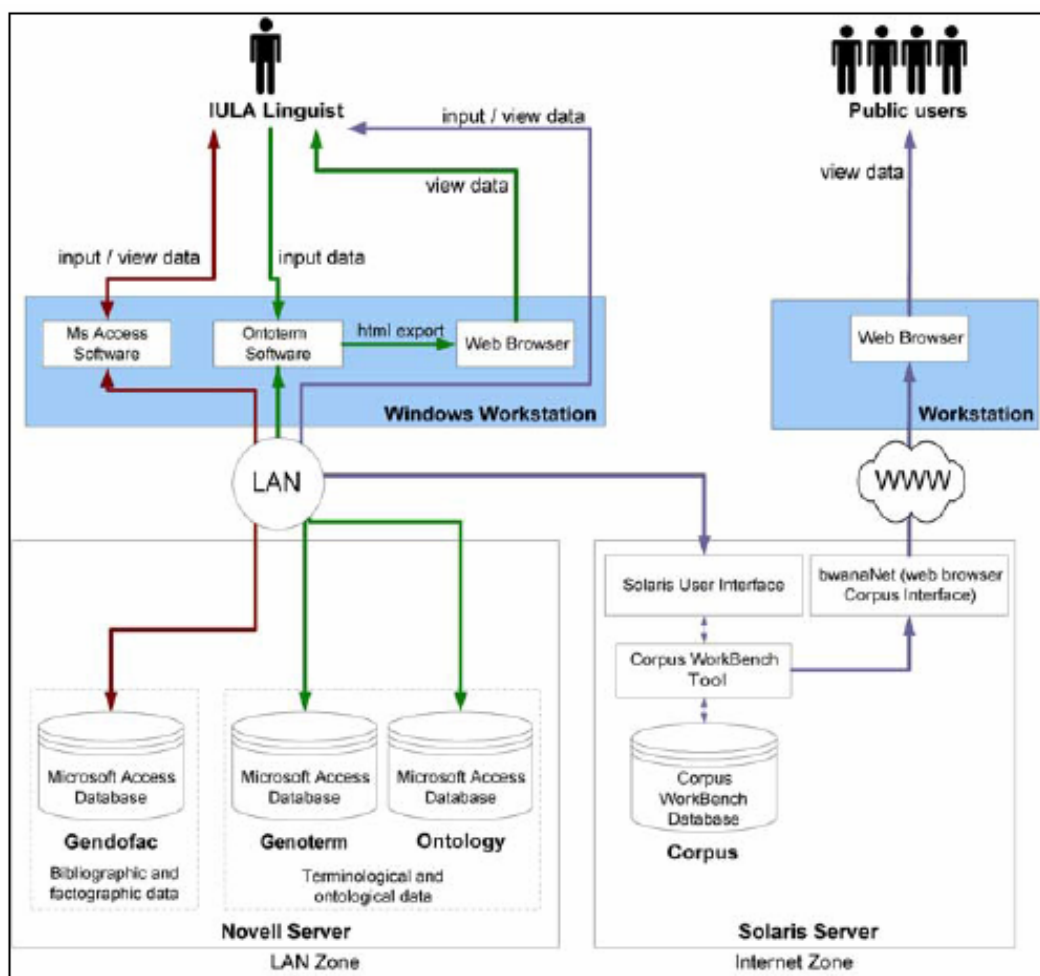 IULA Linguist
Public users
input / view data
view data
view data
input / view data
input data
Ms Access
Software
Ontoterm
Software
html export
Web Browser
Web Browser
Windows Workstation
Workstation
LAN
WWW
Solaris User Interface
bwanaNet (web browser
Corpus Interface)
Corpus WorkBench
Tool
Microsoft Access
Database
Microsoft Access
Database
Microsoft Access
Database
Corpus
WorkBench
Database
Gendofac
Genoterm
Ontology
Corpus
Bibliographic and
factographic data
Terminological and
ontological data
Novell Server
Solaris Server
LAN Zone
Internet Zone